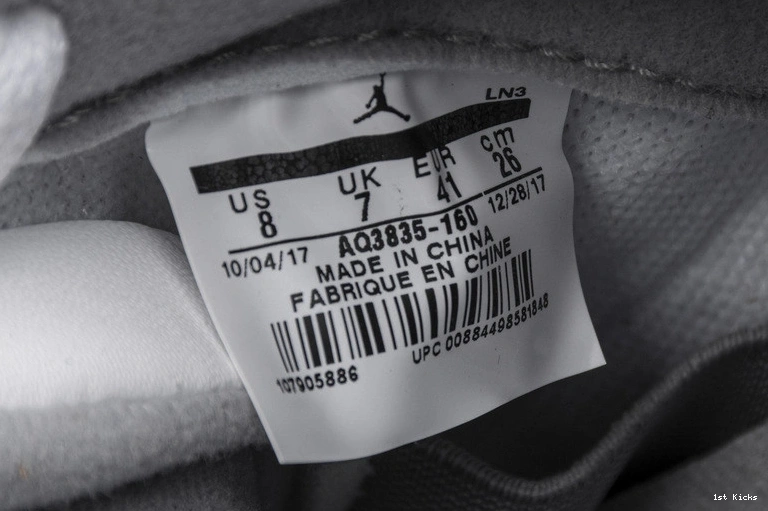 LN3
US UK EUR cm
8 7 41 26
10/04/17 AQ3835-160 12/28/17
MADE IN CHINA
FABRIQUE EN CHINE
107905886 UPC 00884498581848
1st Kicks